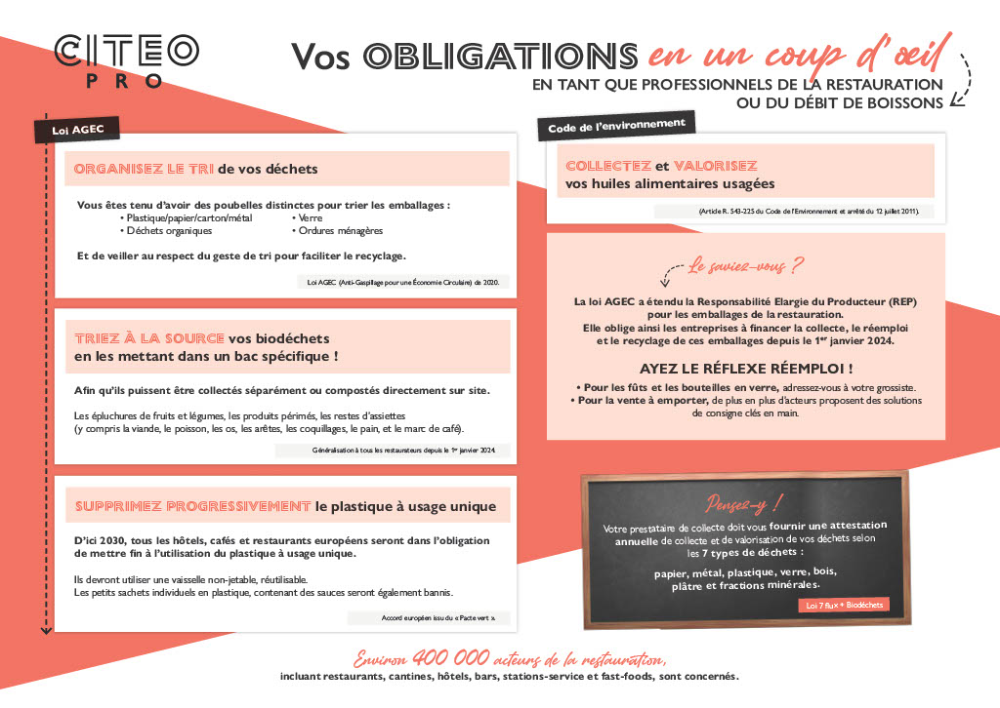 CITEO
PRO
Vos OBLIGATIONS en un coup d'œil
EN TANT QUE PROFESSIONNELS DE LA RESTAURATION
OU DU DÉBIT DE BOISSONS
Loi AGEC
ORGANISEZ LE TRI de vos déchets
Vous êtes tenu d'avoir des poubelles distinctes pour trier les emballages :
• Plastique/papier/carton/métal • Verre
• Déchets organiques • Ordures ménagères
Et de veiller au respect du geste de tri pour faciliter le recyclage.
Loi AGEC (Anti-Gaspillage pour une Économie Circulaire) de 2020.
TRIEZ À LA SOURCE vos biodéchets
en les mettant dans un bac spécifique !
Afin qu'ils puissent être collectés séparément ou compostés directement sur site.
Les épluchures de fruits et légumes, les produits périmés, les restes d'assiettes
(y compris la viande, le poisson, les os, les arêtes, les coquillages, le pain, et le marc de café).
Généralisation à tous les restaurateurs depuis le 1er janvier 2024.
SUPPRIMEZ PROGRESSIVEMENT le plastique à usage unique
D'ici 2030, tous les hôtels, cafés et restaurants européens seront dans l'obligation
de mettre fin à l'utilisation du plastique à usage unique.
Ils devront utiliser une vaisselle non-jetable, réutilisable.
Les petits sachets individuels en plastique, contenant des sauces seront également bannis.
Accord européen issu du « Pacte vert ».
Code de l'environnement
COLLECTEZ et VALORISEZ
vos huiles alimentaires usagées
(Article R. 543-225 du Code de l'Environnement et arrêté du 12 juillet 2011).
Le saviez-vous ?
La loi AGEC a étendu la Responsabilité Elargie du Producteur (REP)
pour les emballages de la restauration.
Elle oblige ainsi les entreprises à financer la collecte, le réemploi
et le recyclage de ces emballages depuis le 1er janvier 2024.
AYEZ LE RÉFLEXE RÉEMPLOI !
• Pour les fûts et les bouteilles en verre, adressez-vous à votre grossiste.
• Pour la vente à emporter, de plus en plus d'acteurs proposent des solutions
de consigne clés en main.
Pensez-y !
Votre prestataire de collecte doit vous fournir une attestation
annuelle de collecte et de valorisation de vos déchets selon
les 7 types de déchets :
papier, métal, plastique, verre, bois,
plâtre et fractions minérales.
Loi 7 flux + Biodéchets
Environ 400 000 acteurs de la restauration,
incluant restaurants, cantines, hôtels, bars, stations-service et fast-foods, sont concernés.